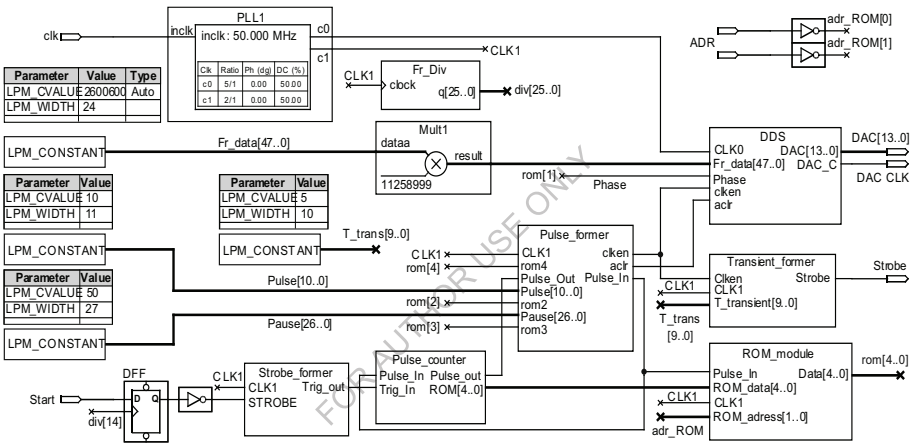 PLL1
clk
inclk
inclk: 50.000 MHz
c0
c1
Clk Ratio Ph (dg) DC (%)
c0 5/1 0.00 50.00
c1 2/1 0.00 50.00
CLK1
adr_ROM[0]
ADR
adr_ROM[1]
Parameter Value Type
LPM_CVALUE 2600600 Auto
LPM_WIDTH 24
CLK1
Fr_Div
clock
q[25..0]
div[25..0]
LPM_CONSTANT
Fr_data[47..0]
Mult1
dataa
result
11258999
DDS
CLK0 DAC[13..0]
Fr_data[47..0] DAC_C
Phase
clken
aclr
DAC[13..0]
DAC CLK
rom[1]
Phase
Parameter Value
LPM_CVALUE 10
LPM_WIDTH 11
Parameter Value
LPM_CVALUE 5
LPM_WIDTH 10
LPM_CONSTANT
T_trans[9..0]
LPM_CONSTANT
Pulse[10..0]
Pulse_former
CLK1 clken
rom4 aclr
Pulse_Out Pulse_In
Pulse[10..0]
rom2
Pause[26..0]
rom3
CLK1
rom[4]
rom[2]
rom[3]
Transient_former
Clken Strobe
CLK1
T_transient[9..0]
Strobe
CLK1
T_trans
[9..0]
Parameter Value
LPM_CVALUE 50
LPM_WIDTH 27
LPM_CONSTANT
Pause[26..0]
DFF
Start
D Q
div[14]
CLK1
Strobe_former
CLK1 Trig_out
STROBE
Pulse_counter
Pulse_In Pulse_out
Trig_In ROM[4..0]
ROM_module
Pulse_In Data[4..0]
ROM_data[4..0]
CLK1
ROM_adress[1..0]
rom[4..0]
CLK1
adr_ROM
FOR AUTHOR USE ONLY